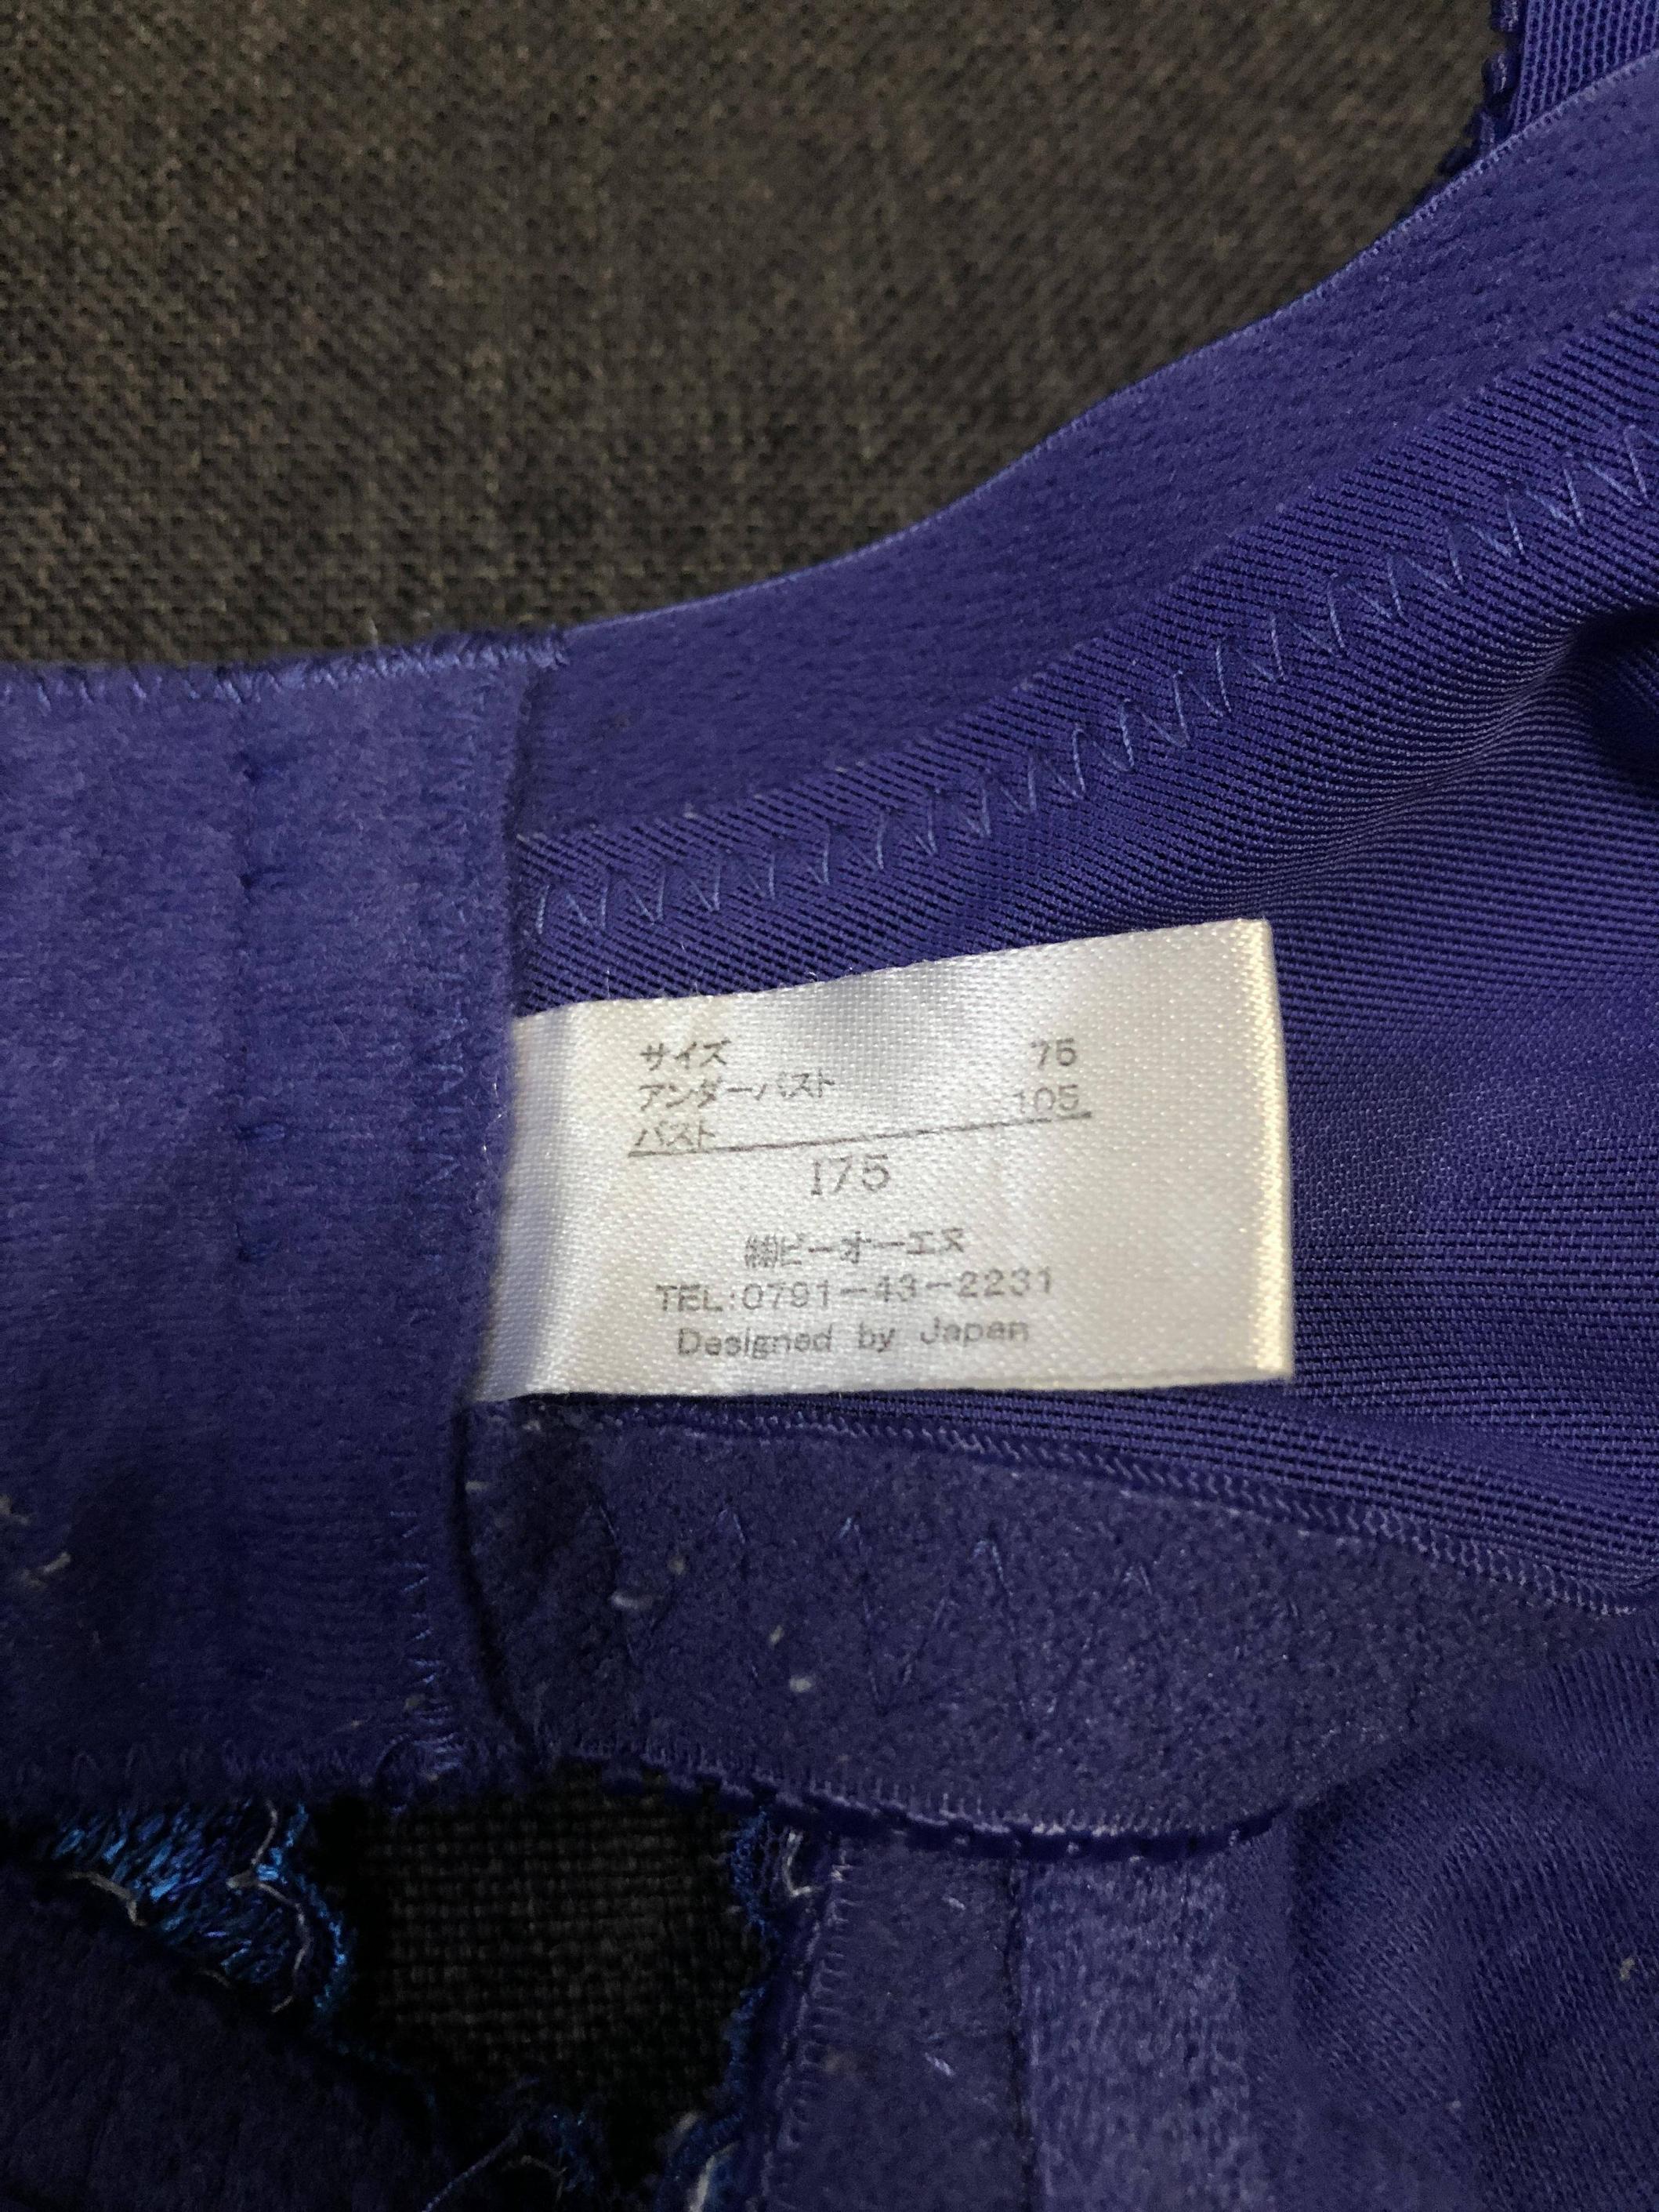 サイズ
アンダーバスト 75
バスト 105
I75
㈱ビーオーエヌ
TEL:0791-43-2231
Designed by Japan